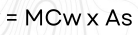 = MCw x As